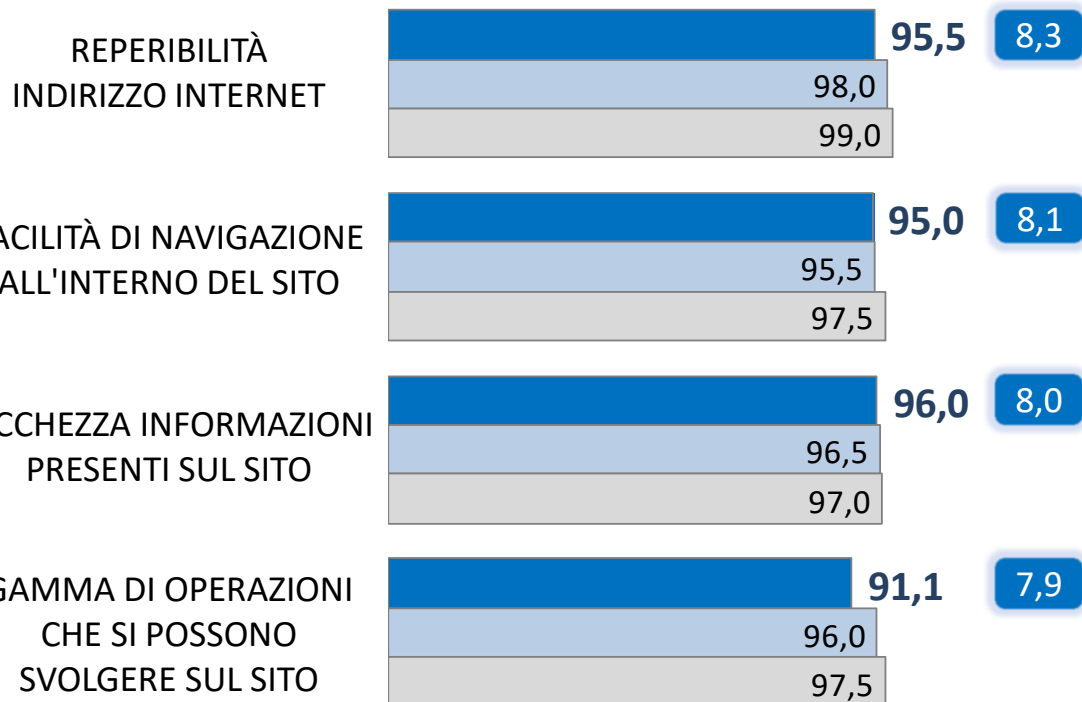 REPERIBILITÀ
INDIRIZZO INTERNET
95,5 8,3
98,0
99,0
ACILITÀ DI NAVIGAZIONE
ALL'INTERNO DEL SITO
95,0 8,1
95,5
97,5
CCHEZZA INFORMAZIONI
PRESENTI SUL SITO
96,0 8,0
96,5
97,0
GAMMA DI OPERAZIONI
CHE SI POSSONO
SVOLGERE SUL SITO
91,1 7,9
96,0
97,5